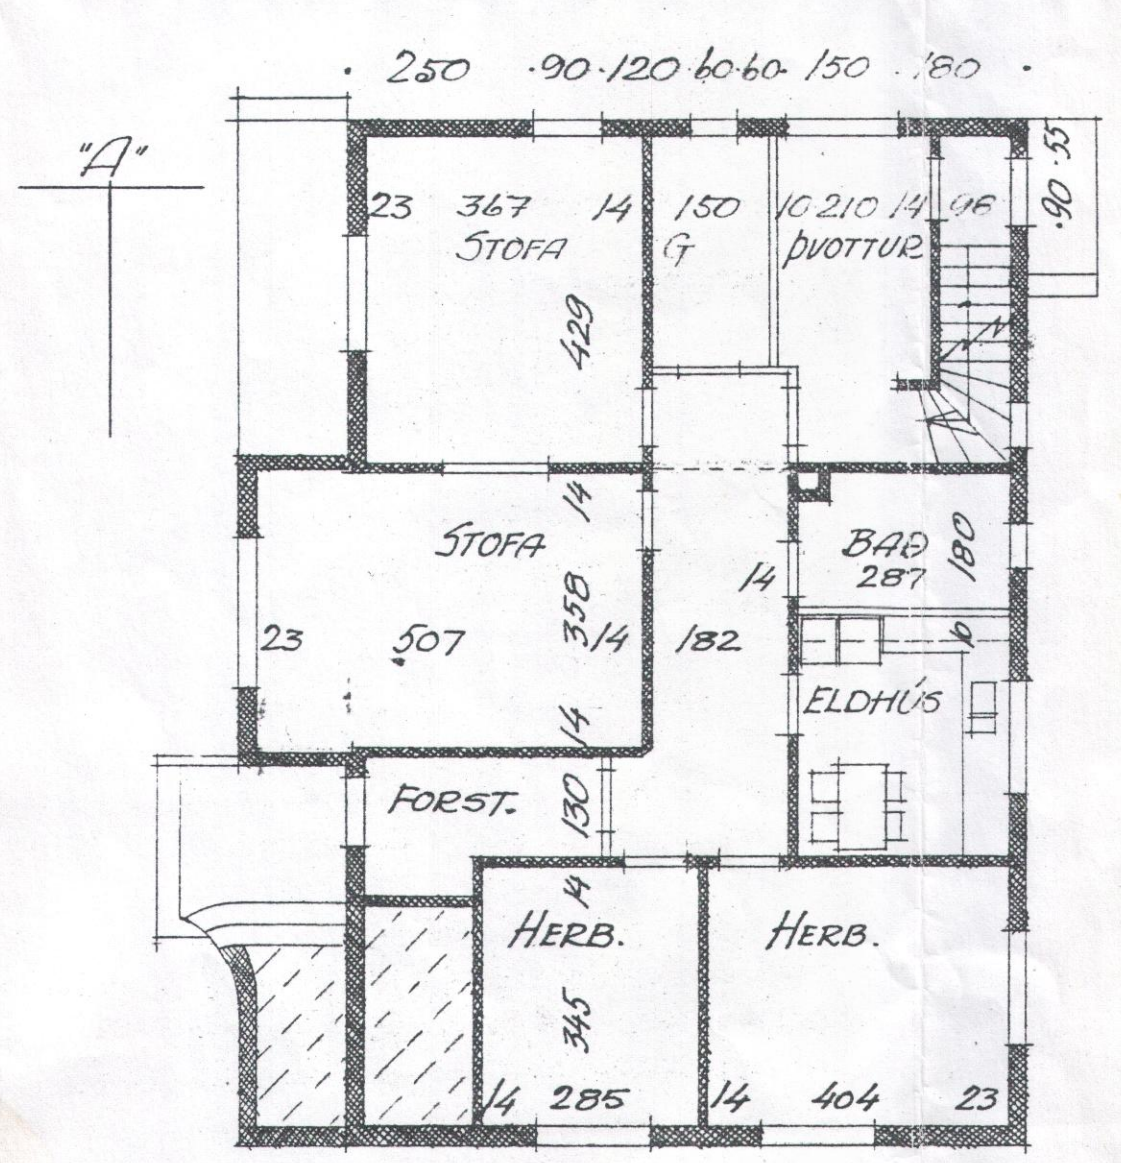 250 ·90·120·60·60· 150 · 180 ·
"A"
·90·55
23 367 14 150 10 210 14 96
STOFA G ÞVOTTUR
429
14
STOFA BAÐ 180
14 287
358
23 507 14 182 10
ELDHÚS
14
FORST. 130
14
HERB. HERB.
345
14 285 14 404 23